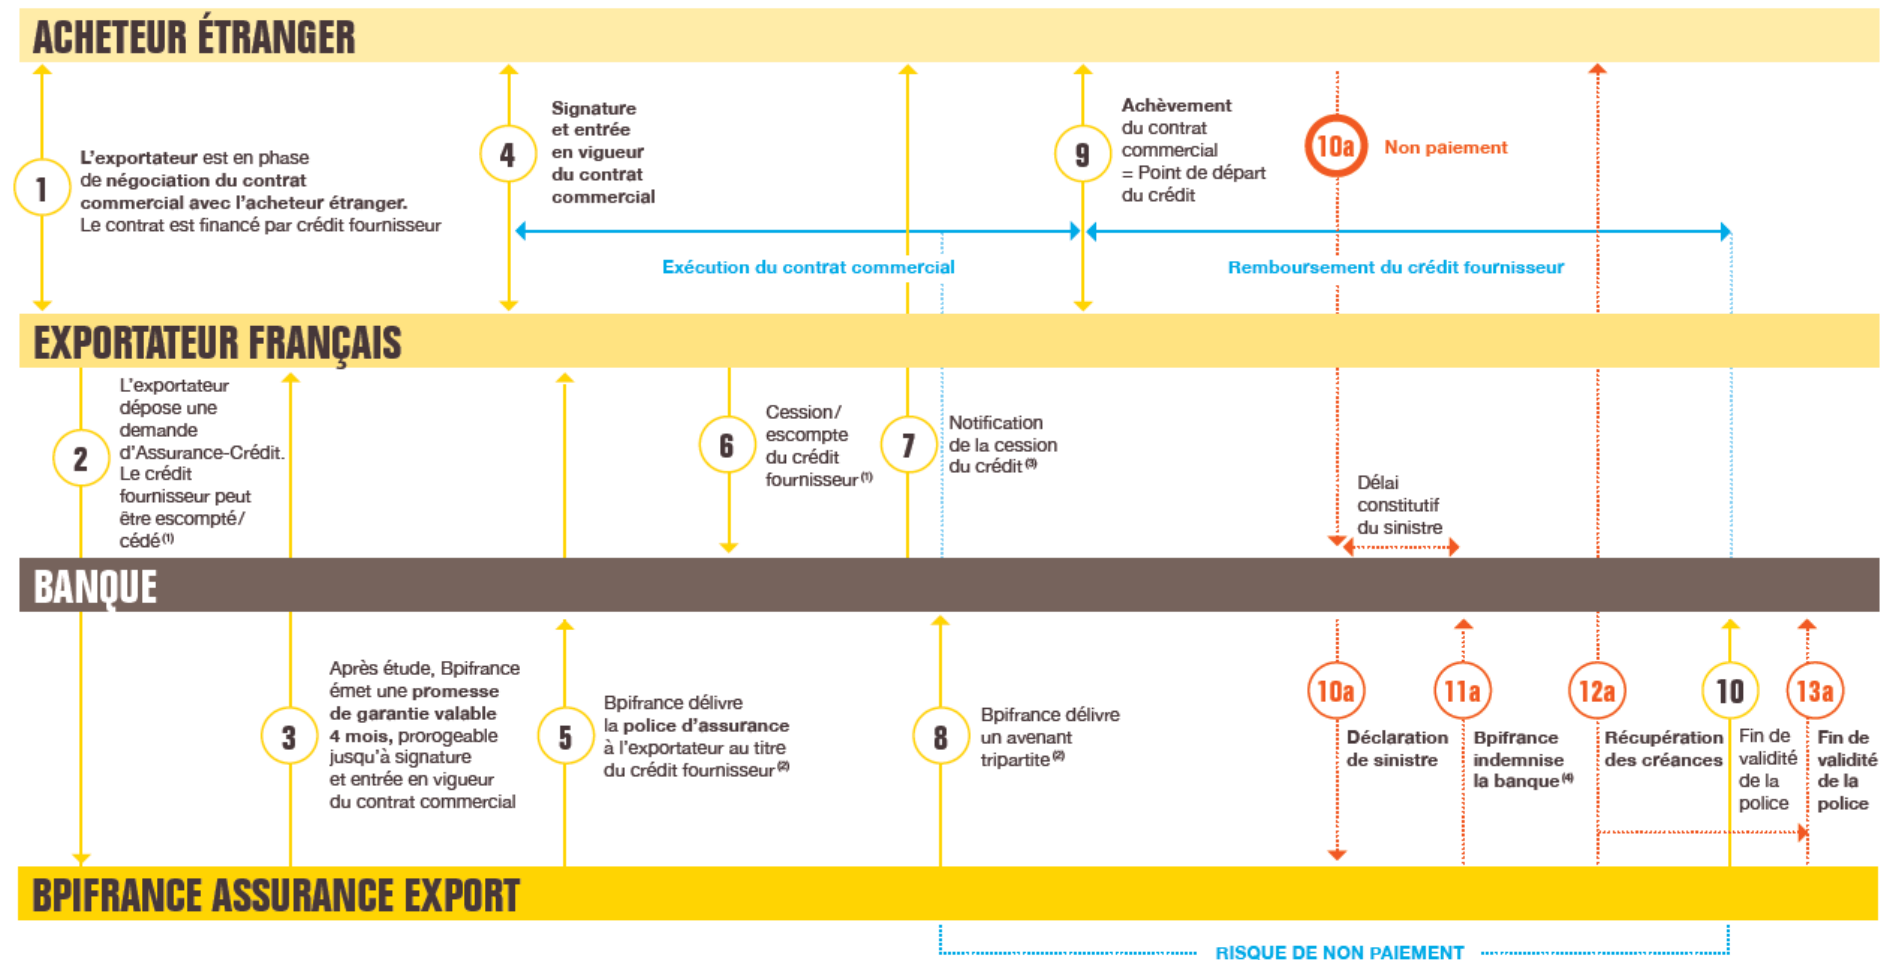 ACHETEUR ÉTRANGER
1
L'exportateur est en phase
de négociation du contrat
commercial avec l'acheteur étranger.
Le contrat est financé par crédit fournisseur
4
Signature
et entrée
en vigueur
du contrat
commercial
9
Achèvement
du contrat
commercial
= Point de départ
du crédit
10a
Non paiement
Exécution du contrat commercial
Remboursement du crédit fournisseur
EXPORTATEUR FRANÇAIS
2
L'exportateur
dépose une
demande
d'Assurance-Crédit.
Le crédit
fournisseur peut
être escompté/
cédé (1)
6
Cession/
escompte
du crédit
fournisseur (1)
7
Notification
de la cession
du crédit (3)
Délai
constitutif
du sinistre
BANQUE
3
Après étude, Bpifrance
émet une promesse
de garantie valable
4 mois, prorogeable
jusqu'à signature
et entrée en vigueur
du contrat commercial
5
Bpifrance délivre
la police d'assurance
à l'exportateur au titre
du crédit fournisseur (2)
8
Bpifrance délivre
un avenant
tripartite (2)
10a
Déclaration
de sinistre
11a
Bpifrance
indemnise
la banque (4)
12a
Récupération
des créances
10
Fin de
validité
de la
police
13a
Fin de
validité
de la
police
BPIFRANCE ASSURANCE EXPORT
RISQUE DE NON PAIEMENT